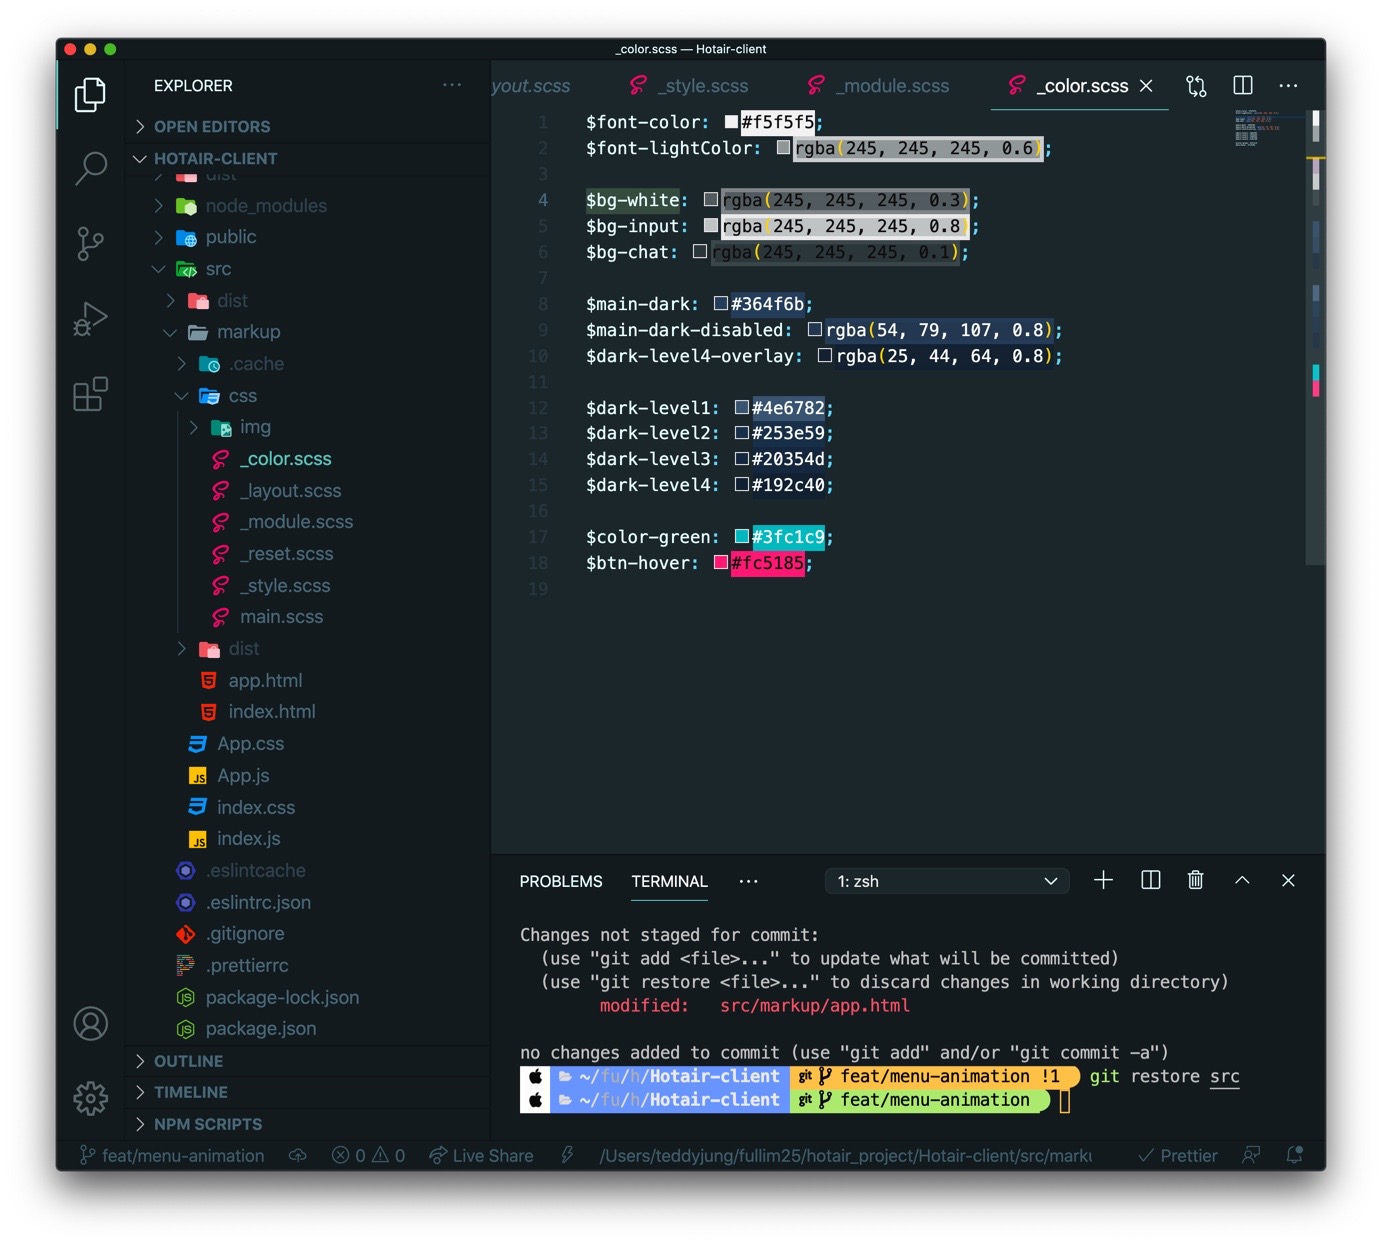 _color.scss — Hotair-client
EXPLORER
OPEN EDITORS
HOTAIR-CLIENT
dist
node_modules
public
src
dist
markup
.cache
css
img
_color.scss
_layout.scss
_module.scss
_reset.scss
_style.scss
main.scss
dist
app.html
index.html
App.css
App.js
index.css
index.js
.eslintcache
.eslintrc.json
.gitignore
.prettierrc
package-lock.json
package.json
OUTLINE
TIMELINE
NPM SCRIPTS
yout.scss _style.scss _module.scss _color.scss
1 $font-color: #f5f5f5;
2 $font-lightColor: rgba(245, 245, 245, 0.6);
3
4 $bg-white: rgba(245, 245, 245, 0.3);
5 $bg-input: rgba(245, 245, 245, 0.8);
6 $bg-chat: rgba(245, 245, 245, 0.1);
7
8 $main-dark: #364f6b;
9 $main-dark-disabled: rgba(54, 79, 107, 0.8);
10 $dark-level4-overlay: rgba(25, 44, 64, 0.8);
11
12 $dark-level1: #4e6782;
13 $dark-level2: #253e59;
14 $dark-level3: #20354d;
15 $dark-level4: #192c40;
16
17 $color-green: #3fc1c9;
18 $btn-hover: #fc5185;
19
PROBLEMS TERMINAL ··· 1: zsh
Changes not staged for commit:
(use "git add <file>..." to update what will be committed)
(use "git restore <file>..." to discard changes in working directory)
modified: src/markup/app.html
no changes added to commit (use "git add" and/or "git commit -a")
~/fu/h/Hotair-client git feat/menu-animation !1 git restore src
~/fu/h/Hotair-client git feat/menu-animation
feat/menu-animation 0 0 Live Share /Users/teddyjung/fullim25/hotair_project/Hotair-client/src/marku Prettier